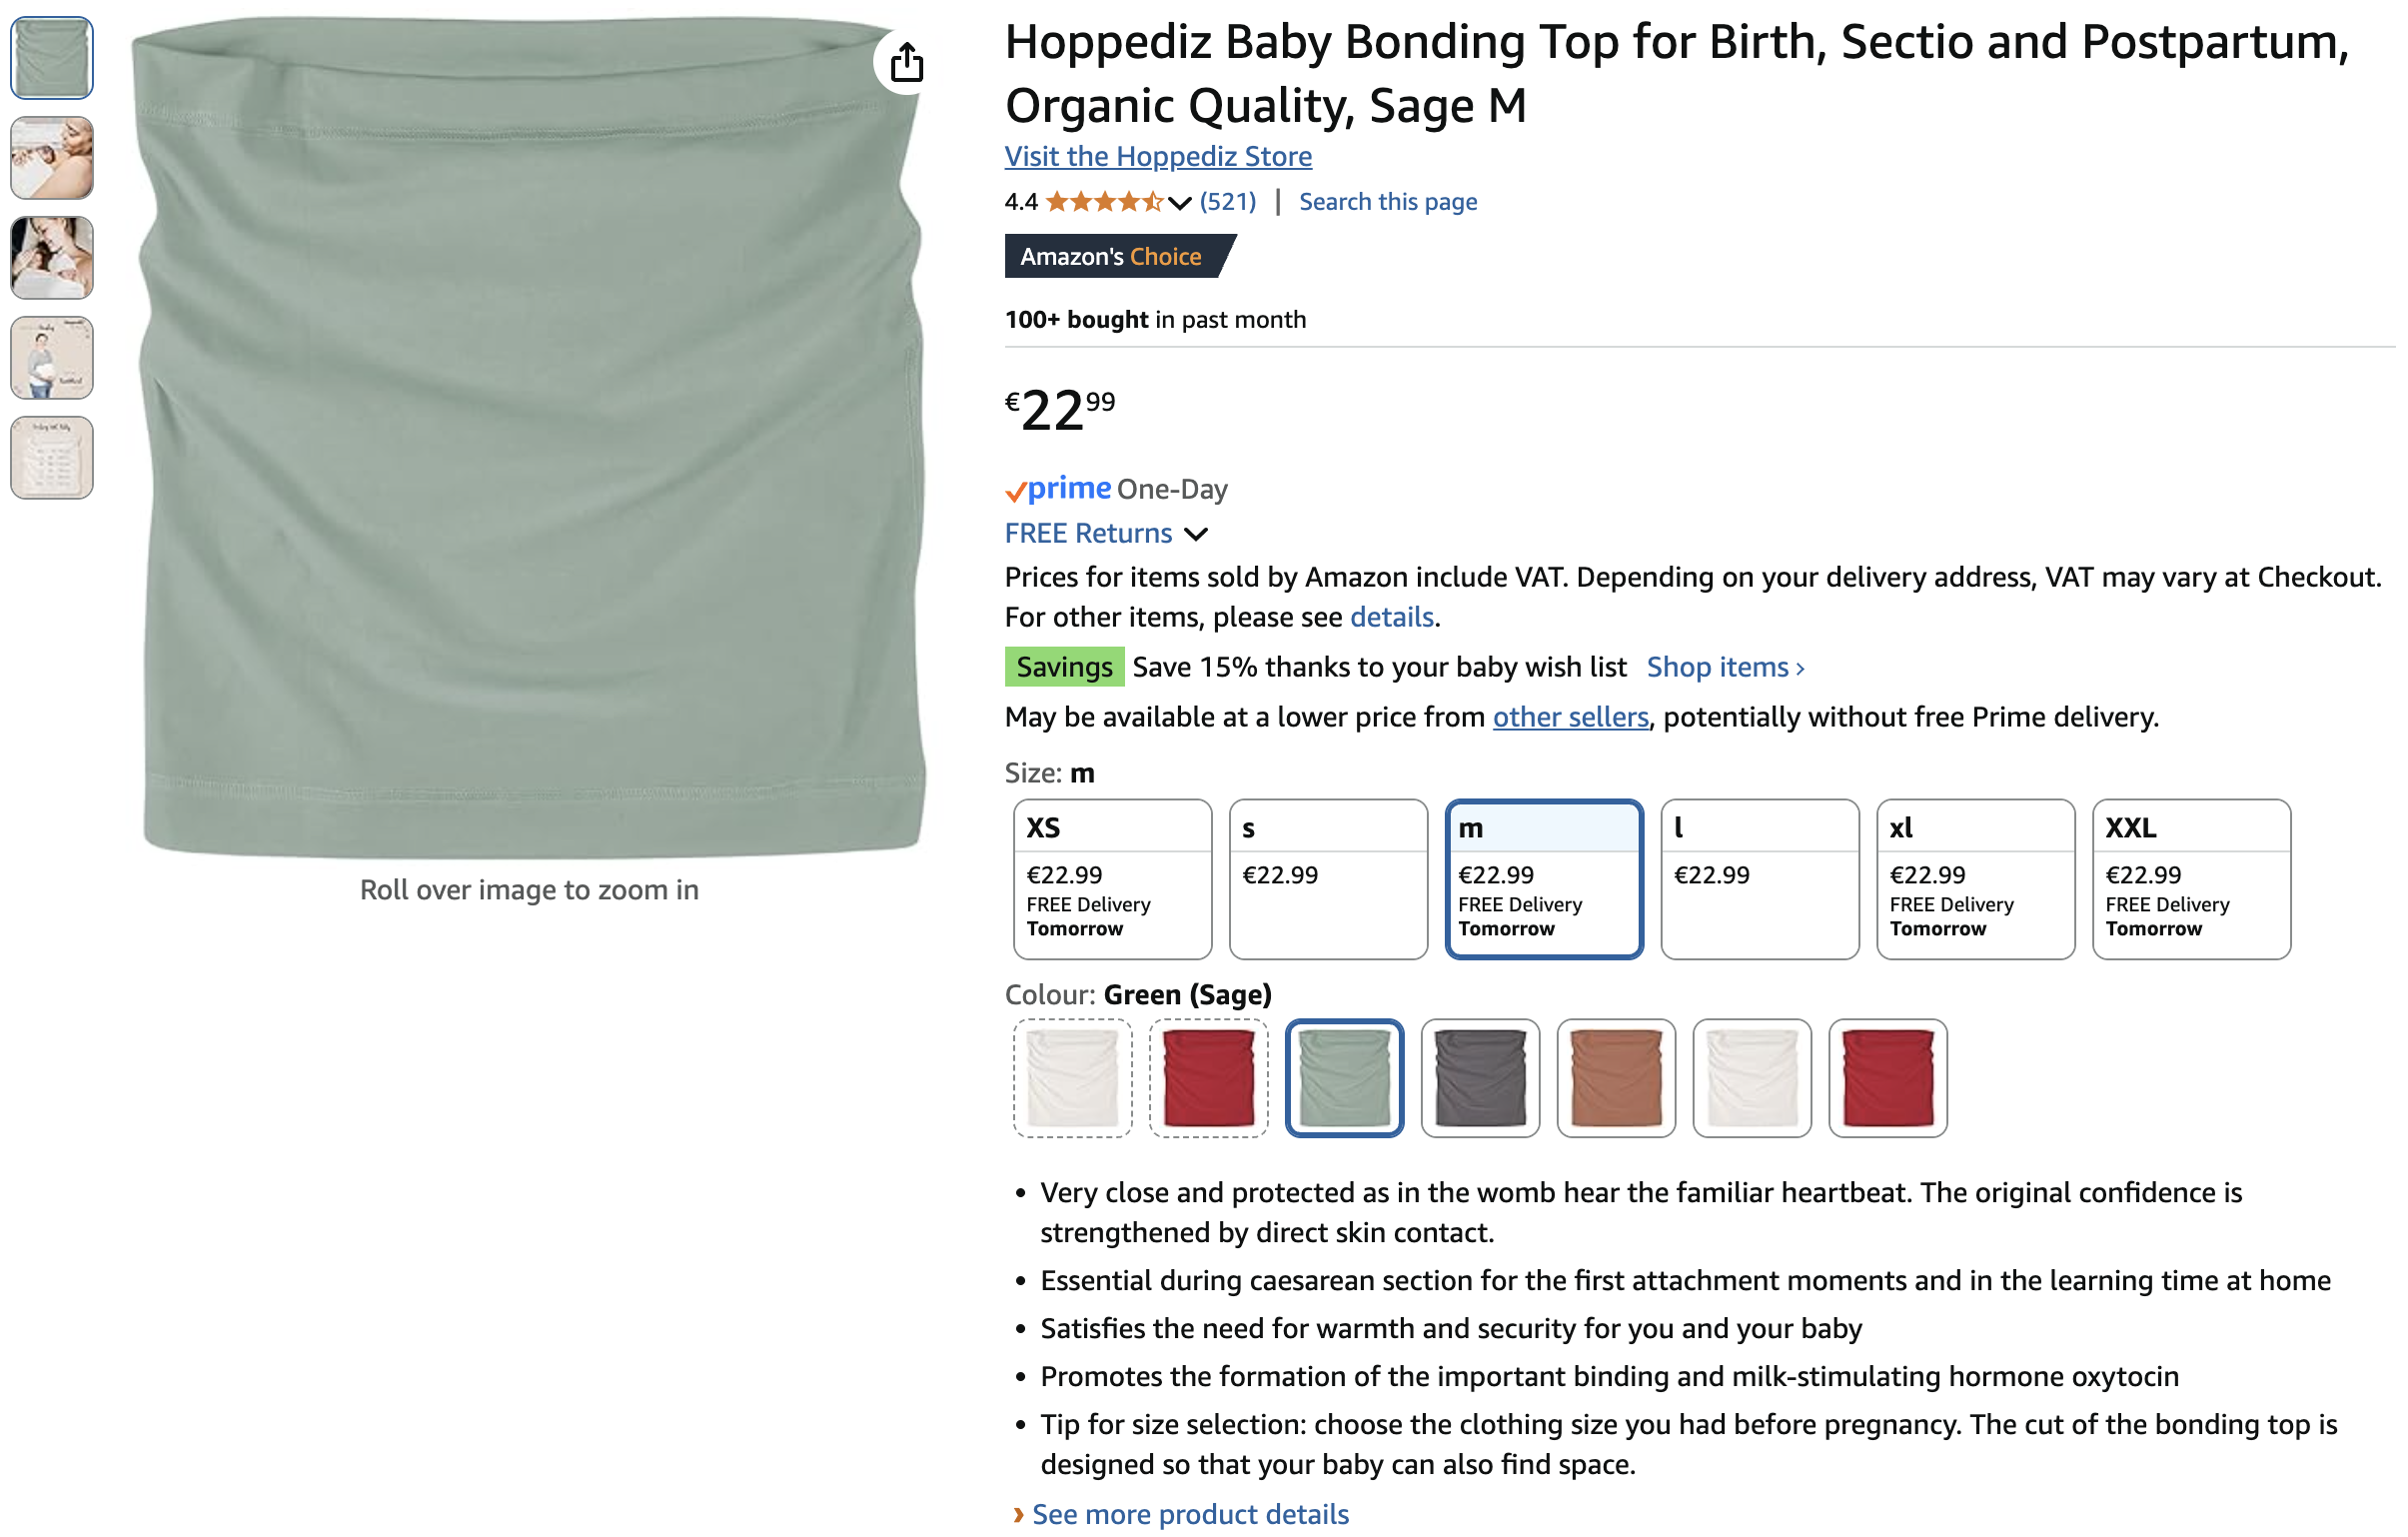 Hoppediz Baby Bonding Top for Birth, Sectio and Postpartum,
Organic Quality, Sage M
Visit the Hoppediz Store
4.4 (521) | Search this page
Amazon's Choice
100+ bought in past month
€22.99
prime One-Day
FREE Returns
Prices for items sold by Amazon include VAT. Depending on your delivery address, VAT may vary at Checkout.
For other items, please see details.
Savings Save 15% thanks to your baby wish list Shop items ›
May be available at a lower price from other sellers, potentially without free Prime delivery.
Size: m
XS
€22.99
FREE Delivery
Tomorrow
s
€22.99
m
€22.99
FREE Delivery
Tomorrow
l
€22.99
xl
€22.99
FREE Delivery
Tomorrow
XXL
€22.99
FREE Delivery
Tomorrow
Colour: Green (Sage)
• Very close and protected as in the womb hear the familiar heartbeat. The original confidence is
strengthened by direct skin contact.
• Essential during caesarean section for the first attachment moments and in the learning time at home
• Satisfies the need for warmth and security for you and your baby
• Promotes the formation of the important binding and milk-stimulating hormone oxytocin
• Tip for size selection: choose the clothing size you had before pregnancy. The cut of the bonding top is
designed so that your baby can also find space.
› See more product details
Roll over image to zoom in